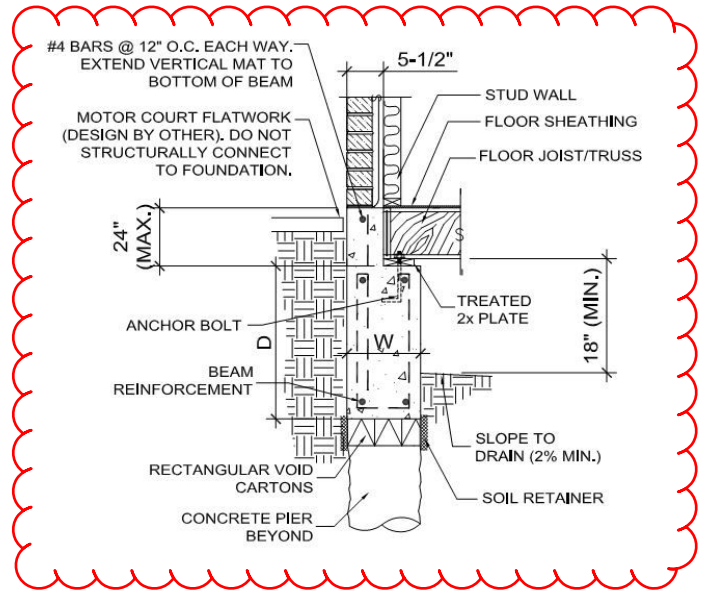 #4 BARS @ 12" O.C. EACH WAY.
EXTEND VERTICAL MAT TO
BOTTOM OF BEAM
5-1/2"
MOTOR COURT FLATWORK
(DESIGN BY OTHER). DO NOT
STRUCTURALLY CONNECT
TO FOUNDATION.
STUD WALL
FLOOR SHEATHING
FLOOR JOIST/TRUSS
24"
(MAX.)
S
ANCHOR BOLT
TREATED
2x PLATE
18" (MIN.)
D
W
BEAM
REINFORCEMENT
SLOPE TO
DRAIN (2% MIN.)
RECTANGULAR VOID
CARTONS
SOIL RETAINER
CONCRETE PIER
BEYOND